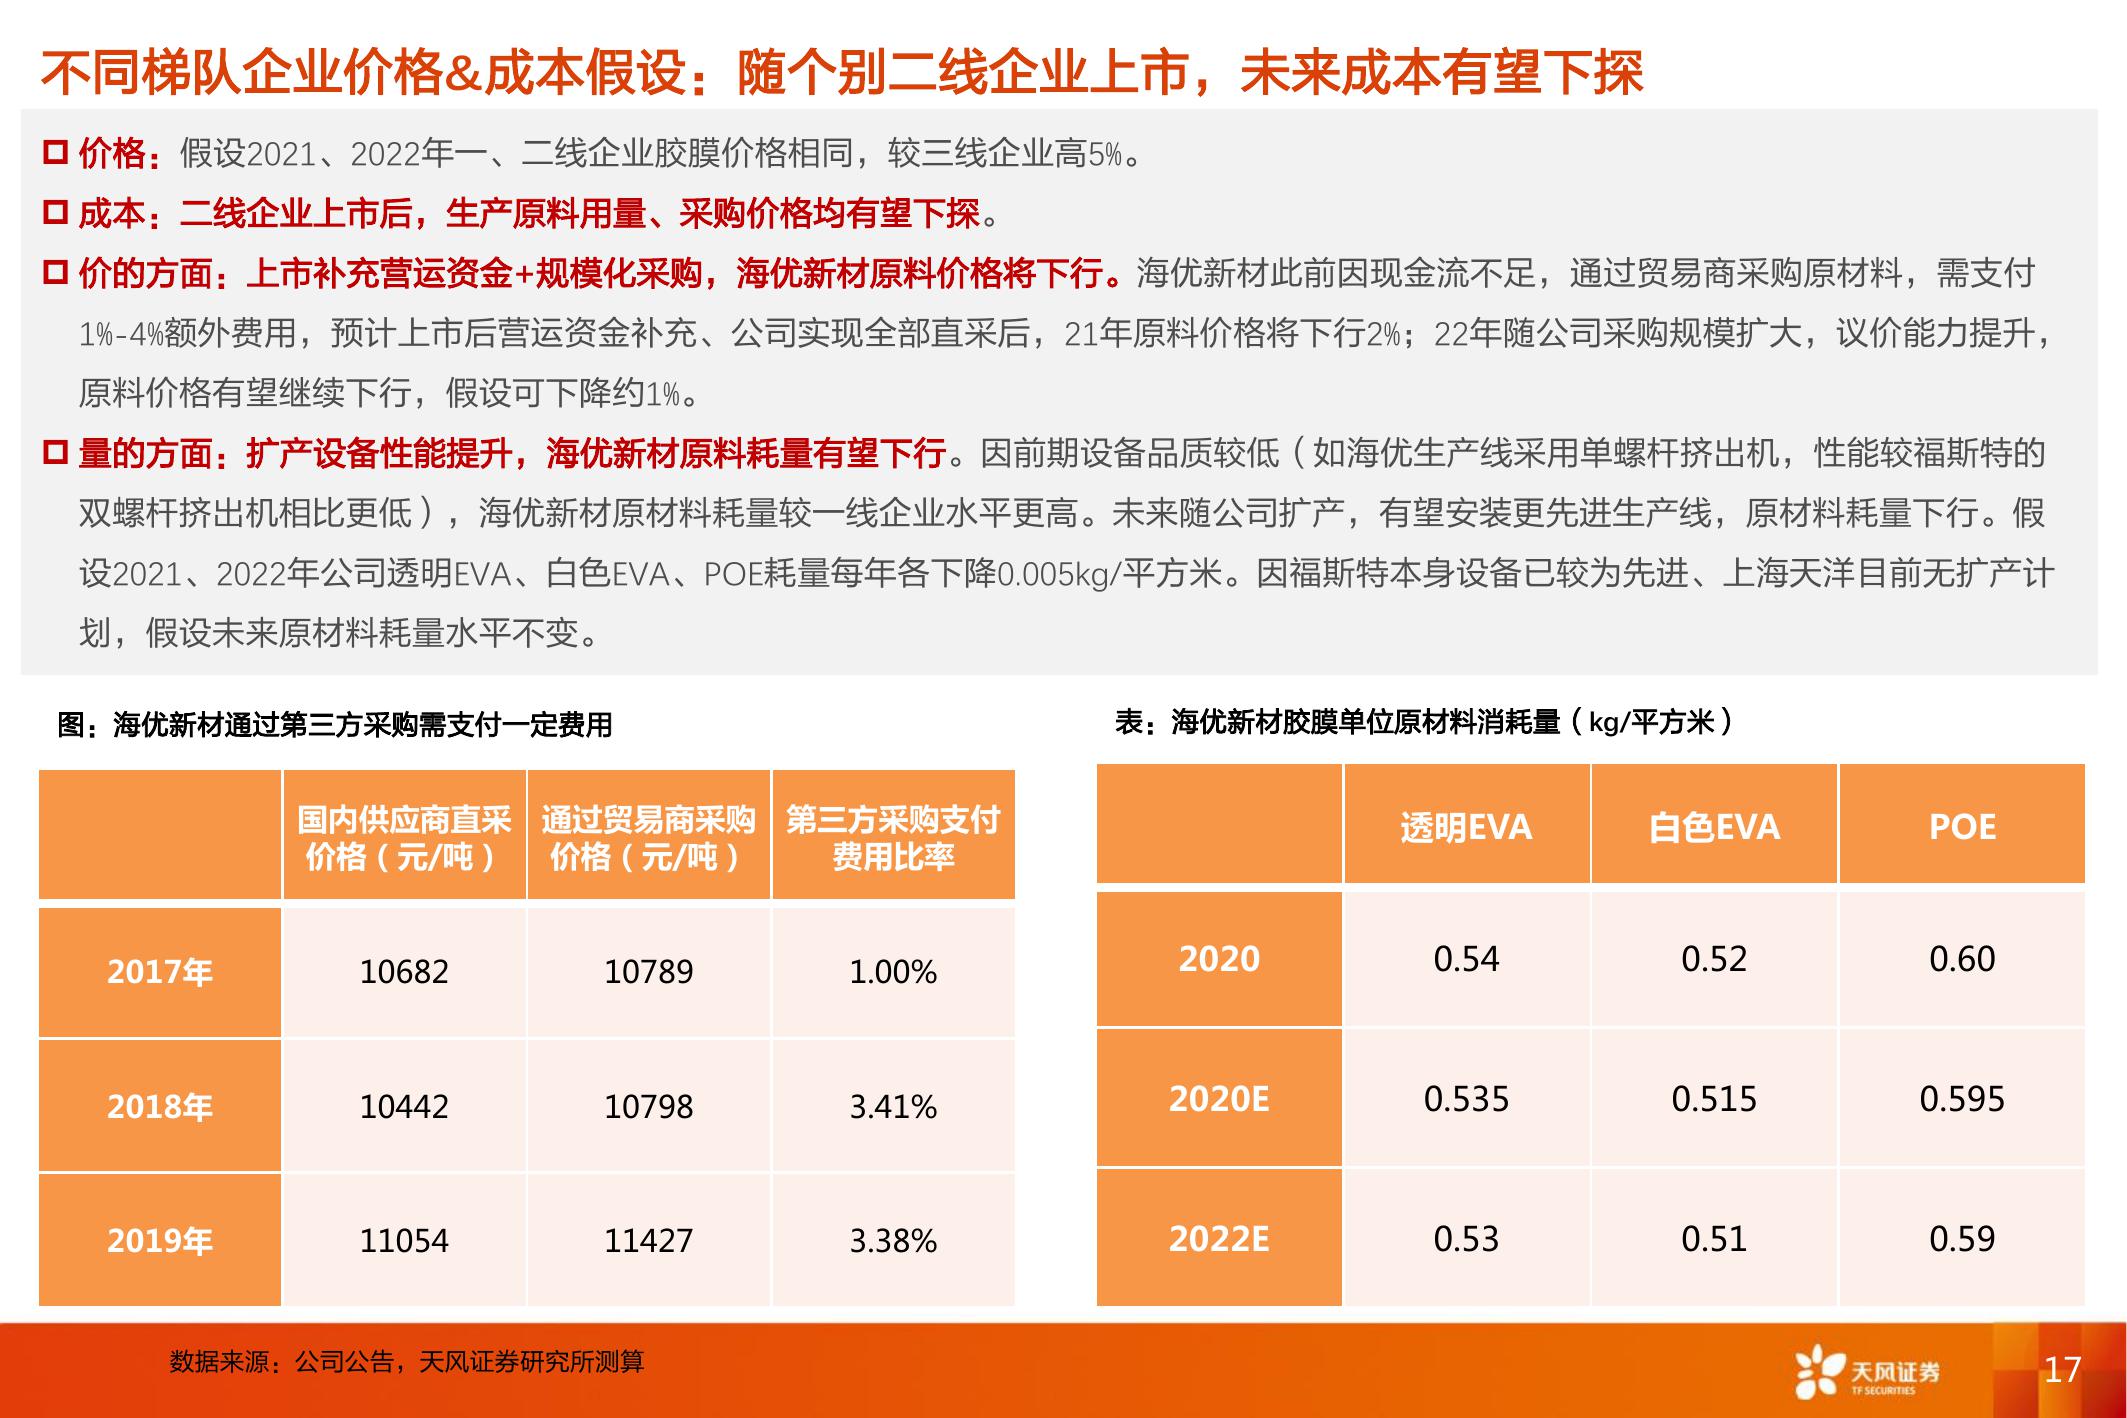 不同梯队企业价格&成本假设：随个别二线企业上市，未来成本有望下探
价格：假设2021、2022年一、二线企业胶膜价格相同，较三线企业高5%。
成本：二线企业上市后，生产原料用量、采购价格均有望下探。
价的方面：上市补充营运资金+规模化采购，海优新材原料价格将下行。海优新材此前因现金流不足，通过贸易商采购原材料，需支付
1%-4%额外费用，预计上市后营运资金补充、公司实现全部直采后，21年原料价格将下行2%；22年随公司采购规模扩大，议价能力提升，
原料价格有望继续下行，假设可下降约1%。
量的方面：扩产设备性能提升，海优新材原料耗量有望下行。因前期设备品质较低（如海优生产线采用单螺杆挤出机，性能较福斯特的
双螺杆挤出机相比更低），海优新材原材料耗量较一线企业水平更高。未来随公司扩产，有望安装更先进生产线，原材料耗量下行。假
设2021、2022年公司透明EVA、白色EVA、POE耗量每年各下降0.005kg/平方米。因福斯特本身设备已较为先进、上海天洋目前无扩产计
划，假设未来原材料耗量水平不变。
图：海优新材通过第三方采购需支付一定费用
国内供应商直采 通过贸易商采购 第三方采购支付
价格（元/吨） 价格（元/吨） 费用比率
2017年 10682 10789 1.00%
2018年 10442 10798 3.41%
2019年 11054 11427 3.38%
表：海优新材胶膜单位原材料消耗量（kg/平方米）
透明EVA 白色EVA POE
2020 0.54 0.52 0.60
2020E 0.535 0.515 0.595
2022E 0.53 0.51 0.59
数据来源：公司公告，天风证券研究所测算
天风证券
TF SECURITIES
17